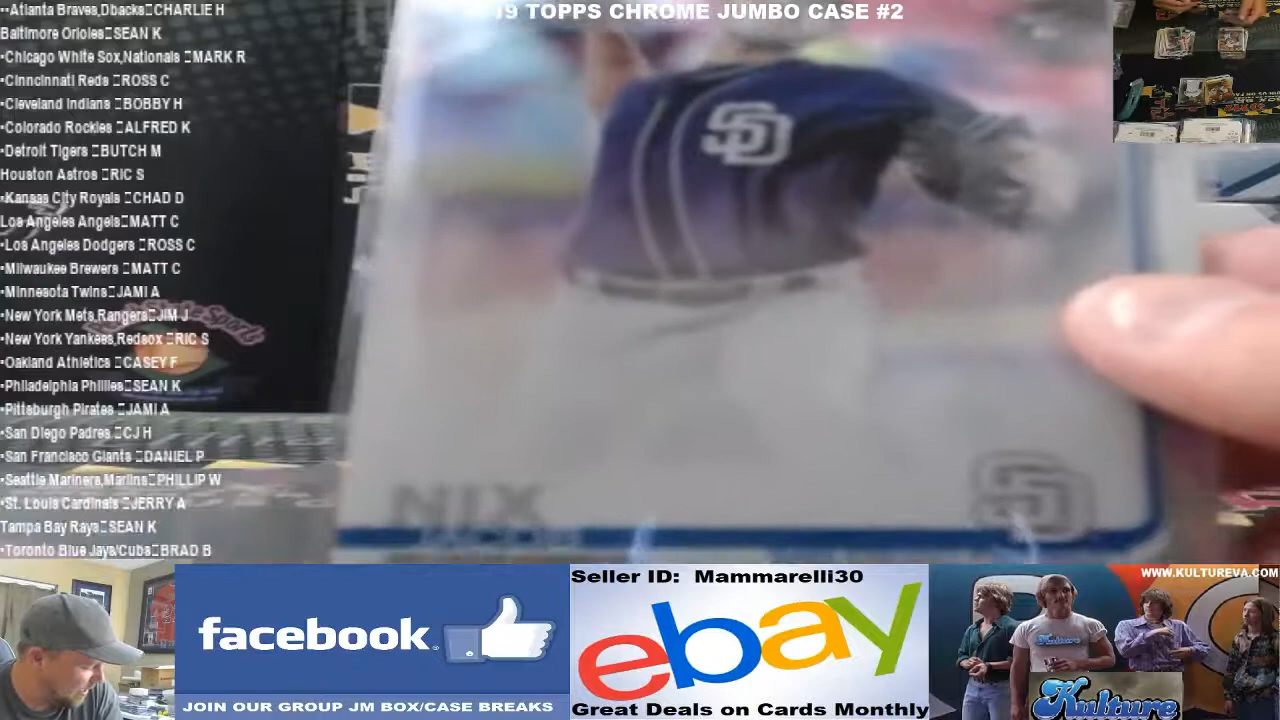 19 TOPPS CHROME JUMBO CASE #2
Atlanta Braves,Dbacks CHARLIE H
Baltimore Orioles SEAN K
•Chicago White Sox,Nationals MARK R
•Cinncinnati Reds ROSS C
•Cleveland Indians BOBBY H
•Colorado Rockies ALFRED K
•Detroit Tigers BUTCH M
Houston Astros RIC S
•Kansas City Royals CHAD D
Los Angeles Angels MATT C
•Los Angeles Dodgers ROSS C
•Milwaukee Brewers MATT C
•Minnesota Twins JAMI A
•New York Mets,Rangers JIM J
•New York Yankees,Redsox RIC S
•Oakland Athletics CASEY F
•Philadelphia Phillies SEAN K
•Pittsburgh Pirates JAMI A
•San Diego Padres CJ H
•San Francisco Giants DANIEL P
•Seattle Mariners,Marlins PHILLIP W
•St. Louis Cardinals JERRY A
Tampa Bay Rays SEAN K
•Toronto Blue Jays/Cubs BRAD B
SD
NIX
JACOB
SD
facebook
JOIN OUR GROUP JM BOX/CASE BREAKS
Seller ID: Mammarelli30
ebay
Great Deals on Cards Monthly
WWW.KULTUREVA.COM
Kulture
Kulture